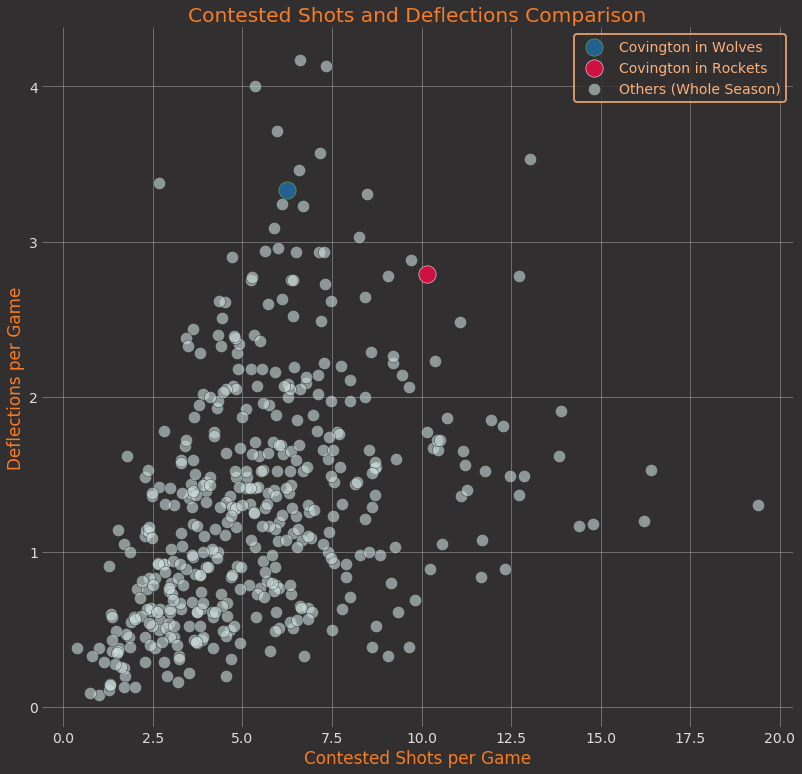 Contested Shots and Deflections Comparison
Covington in Wolves
Covington in Rockets
Others (Whole Season)
Deflections per Game
4
3
2
1
0
0.0 2.5 5.0 7.5 10.0 12.5 15.0 17.5 20.0
Contested Shots per Game